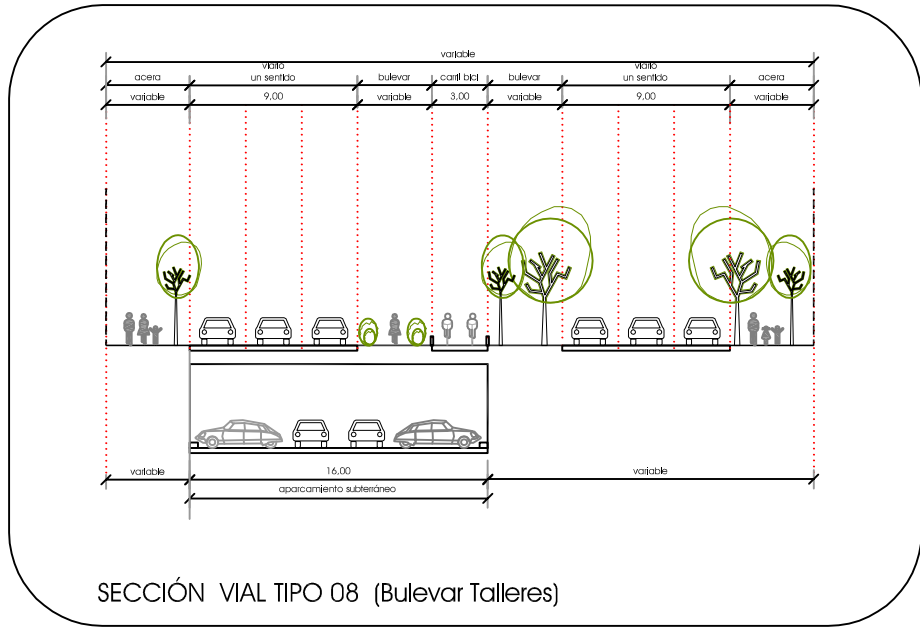 variable
acera
viario
un sentido
bulevar
carril bici
bulevar
viario
un sentido
acera
variable
9.00
variable
3.00
variable
9.00
variable
variable
16,00
variable
aparcamiento subterráneo
SECCIÓN VIAL TIPO 08 (Bulevar Talleres)